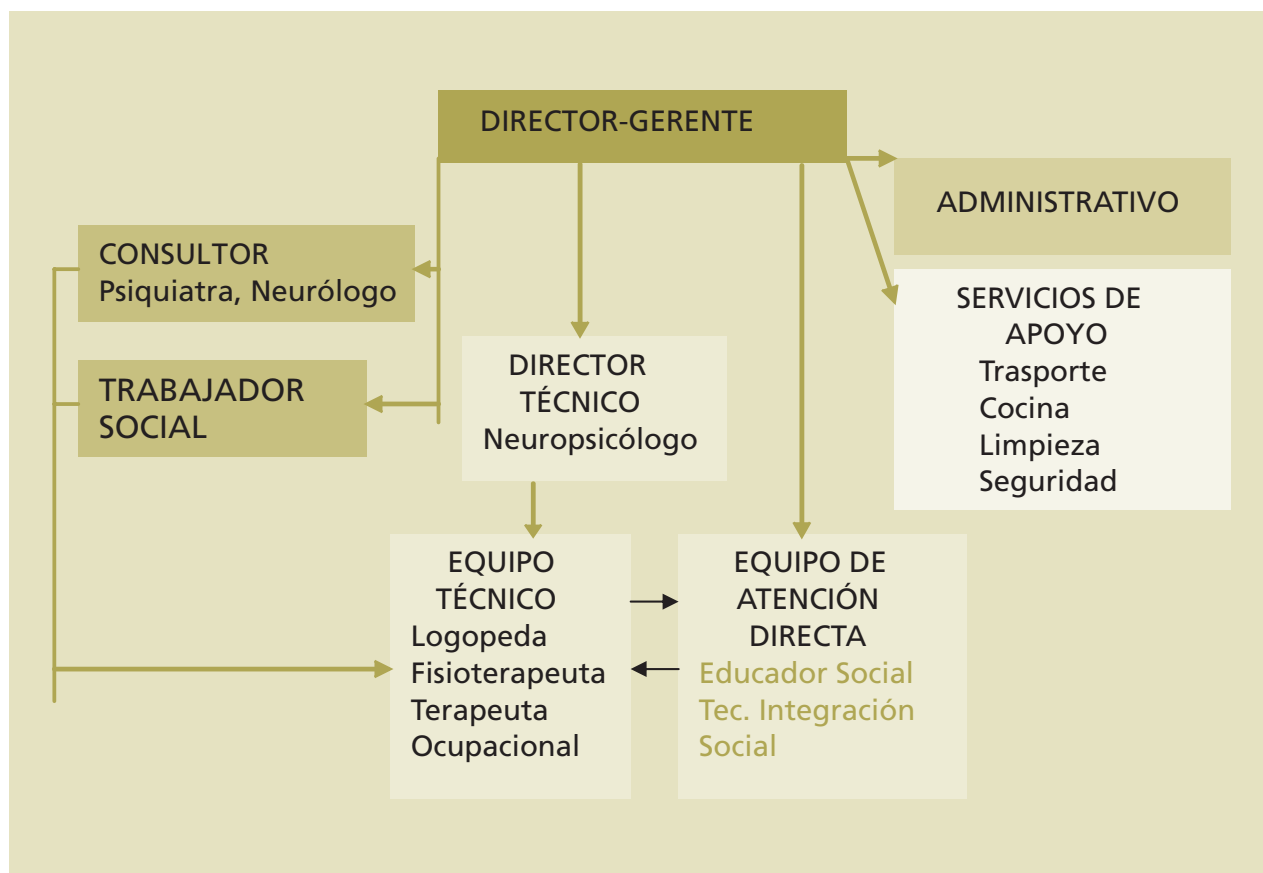 DIRECTOR-GERENTE
ADMINISTRATIVO
CONSULTOR
Psiquiatra, Neurólogo
SERVICIOS DE
APOYO
Trasporte
Cocina
Limpieza
Seguridad
TRABAJADOR
SOCIAL
DIRECTOR
TÉCNICO
Neuropsicólogo
EQUIPO
TÉCNICO
Logopeda
Fisioterapeuta
Terapeuta
Ocupacional
EQUIPO DE
ATENCIÓN
DIRECTA
Educador Social
Tec. Integración
Social